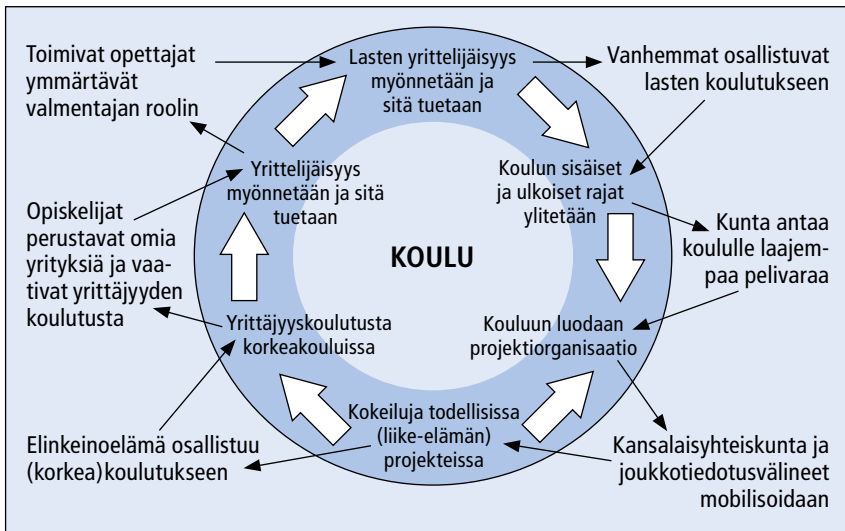 Toimivat opettajat
ymmärtävät
valmentajan roolin
Lasten yrittelijäisyys
myönnetään ja
sitä tuetaan
Vanhemmat osallistuvat
lasten koulutukseen
Yrittelijäisyys
myönnetään ja sitä
tuetaan
Koulun sisäiset
ja ulkoiset rajat
ylitetään
Opiskelijat
perustavat omia
yrityksiä ja vaa-
tivat yrittäjyyden
koulutusta
KOULU
Kunta antaa
koululle laajem-
paa pelivaraa
Yrittäjyyskoulutusta
korkeakouluissa
Kouluun luodaan
projektiorganisaatio
Kokeiluja todellisissa
(liike-elämän)
projekteissa
Elinkeinoelämä osallistuu
(korkea)koulutukseen
Kansalaisyhteiskunta ja
joukkotiedotusvälineet
mobilisoidaan